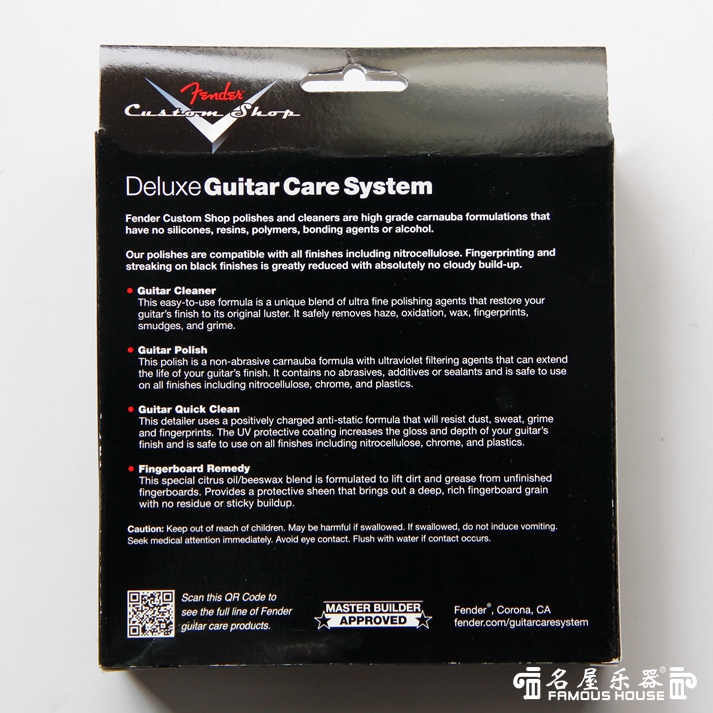 Fender
Custom Shop
Deluxe Guitar Care System
Fender Custom Shop polishes and cleaners are high grade carnauba formulations that
have no silicones, resins, polymers, bonding agents or alcohol.
Our polishes are compatible with all finishes including nitrocellulose. Fingerprinting and
streaking on black finishes is greatly reduced with absolutely no cloudy build-up.
• Guitar Cleaner
This easy-to-use formula is a unique blend of ultra fine polishing agents that restore your
guitar's finish to its original luster. It safely removes haze, oxidation, wax, fingerprints,
smudges, and grime.
• Guitar Polish
This polish is a non-abrasive carnauba formula with ultraviolet filtering agents that can extend
the life of your guitar's finish. It contains no abrasives, additives or sealants and is safe to use
on all finishes including nitrocellulose, chrome, and plastics.
• Guitar Quick Clean
This detailer uses a positively charged anti-static formula that will resist dust, sweat, grime
and fingerprints. The UV protective coating increases the gloss and depth of your guitar's
finish and is safe to use on all finishes including nitrocellulose, chrome, and plastics.
• Fingerboard Remedy
This special citrus oil/beeswax blend is formulated to lift dirt and grease from unfinished
fingerboards. Provides a protective sheen that brings out a deep, rich fingerboard grain
with no residue or sticky buildup.
Caution: Keep out of reach of children. May be harmful if swallowed. If swallowed, do not induce vomiting.
Seek medical attention immediately. Avoid eye contact. Flush with water if contact occurs.
Scan this QR Code to
see the full line of Fender
guitar care products.
MASTER BUILDER
APPROVED
Fender®, Corona, CA
fender.com/guitarcaresystem
名屋乐器®
FAMOUS HOUSE